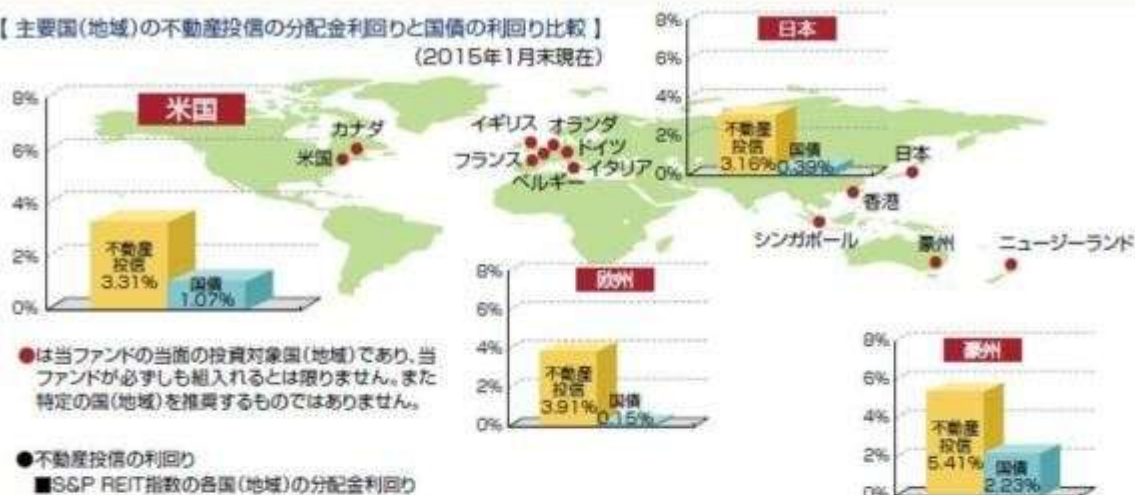 【 主要国(地域)の不動産投信の分配金利回りと国債の利回り比較 】
(2015年1月末現在)
米国
8%
6%
4%
2%
0%
不動産
投信
3.31%
国債
1.07%
日本
8%
6%
4%
2%
0%
不動産
投信
3.16%
国債
0.39%
カナダ
米国
イギリス
オランダ
フランス
ドイツ
ベルギー
イタリア
日本
香港
シンガポール
豪州
ニュージーランド
欧州
8%
6%
4%
2%
0%
不動産
投信
3.91%
国債
0.15%
豪州
8%
6%
4%
2%
0%
不動産
投信
5.41%
国債
2.23%
●は当ファンドの当面の投資対象国(地域)であり、当
ファンドが必ずしも組入れるとは限りません。また
特定の国(地域)を推奨するものではありません。
●不動産投信の利回り
■S&P REIT指数の各国(地域)の分配金利回り